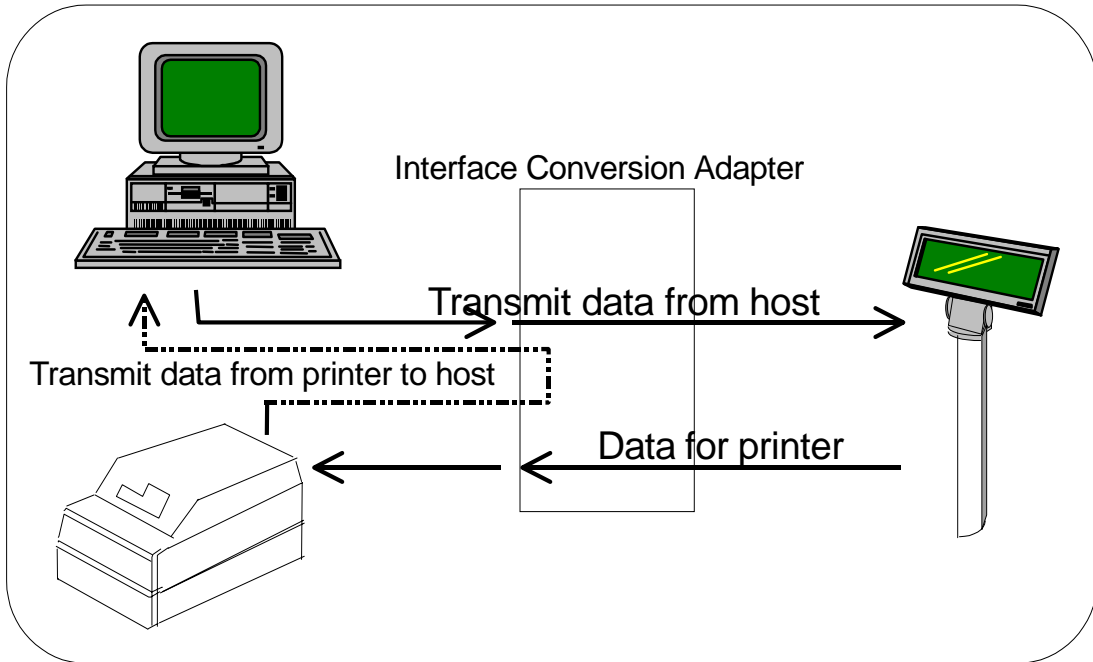 Interface Conversion Adapter
Transmit data from host
Transmit data from printer to host
Data for printer